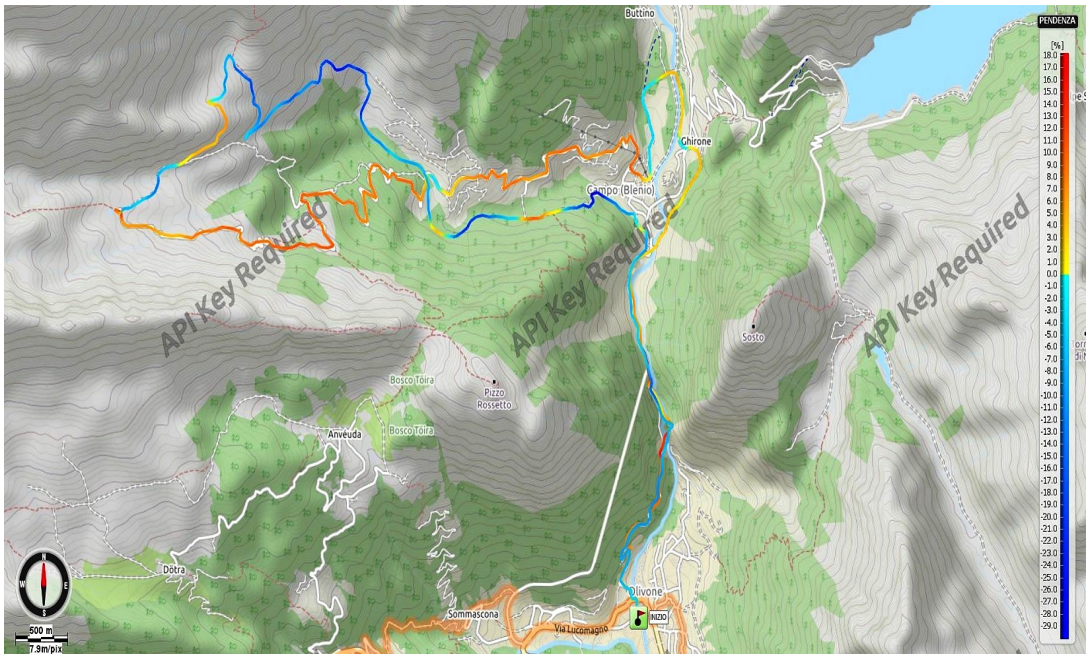 Buttino
PENDENZA
[%]
18.0
17.0
16.0
15.0
14.0
13.0
12.0
11.0
10.0
9.0
8.0
7.0
6.0
5.0
4.0
3.0
2.0
1.0
0.0
-1.0
-2.0
-3.0
-4.0
-5.0
-6.0
-7.0
-8.0
-9.0
-10.0
-11.0
-12.0
-13.0
-14.0
-15.0
-16.0
-17.0
-18.0
-19.0
-20.0
-21.0
-22.0
-23.0
-24.0
-25.0
-26.0
-27.0
-28.0
-29.0
Ghirone
Campo (Blenio)
API Key Required
API Key Required
API Key Required
Sosto
Bosco Tóira
Pizzo
Rossetto
Bosco Tóira
Anvéuda
Dötra
Olivone
Sommascona
INIZIO
Via Lucomagno
N
W
E
S
500 m
7.9m/pix